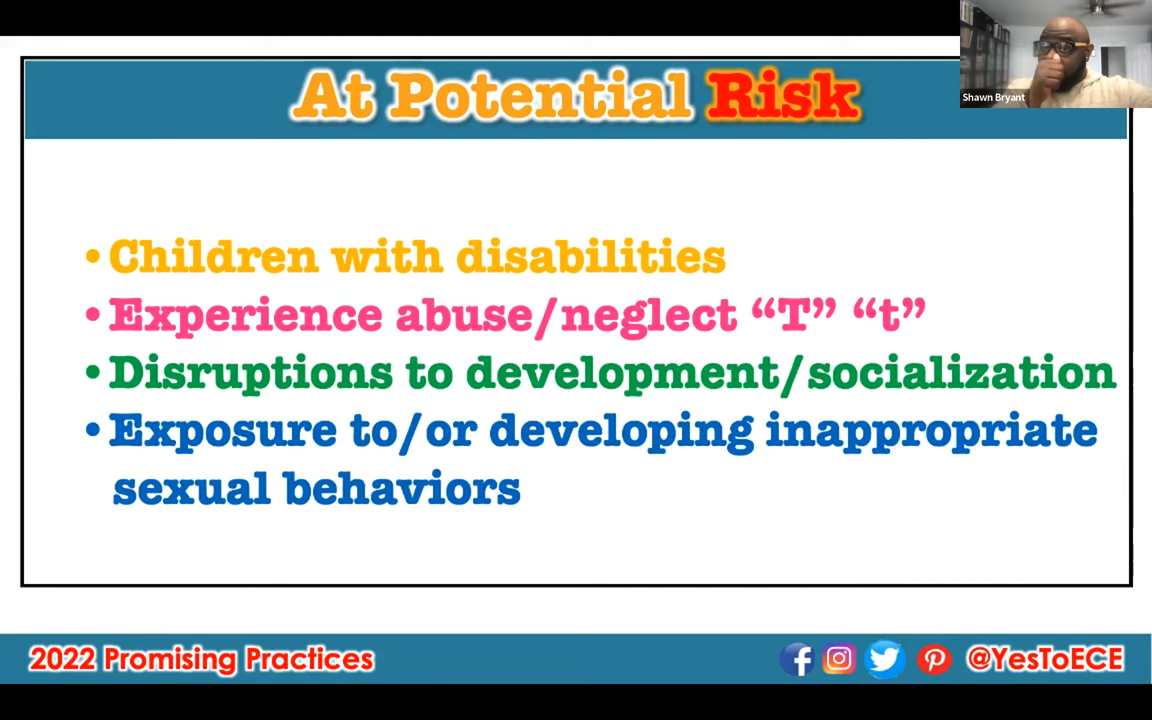 At Potential Risk
Shawn Bryant
•Children with disabilities
•Experience abuse/neglect “T” “t”
•Disruptions to development/socialization
•Exposure to/or developing inappropriate
sexual behaviors
2022 Promising Practices
@YesToECE